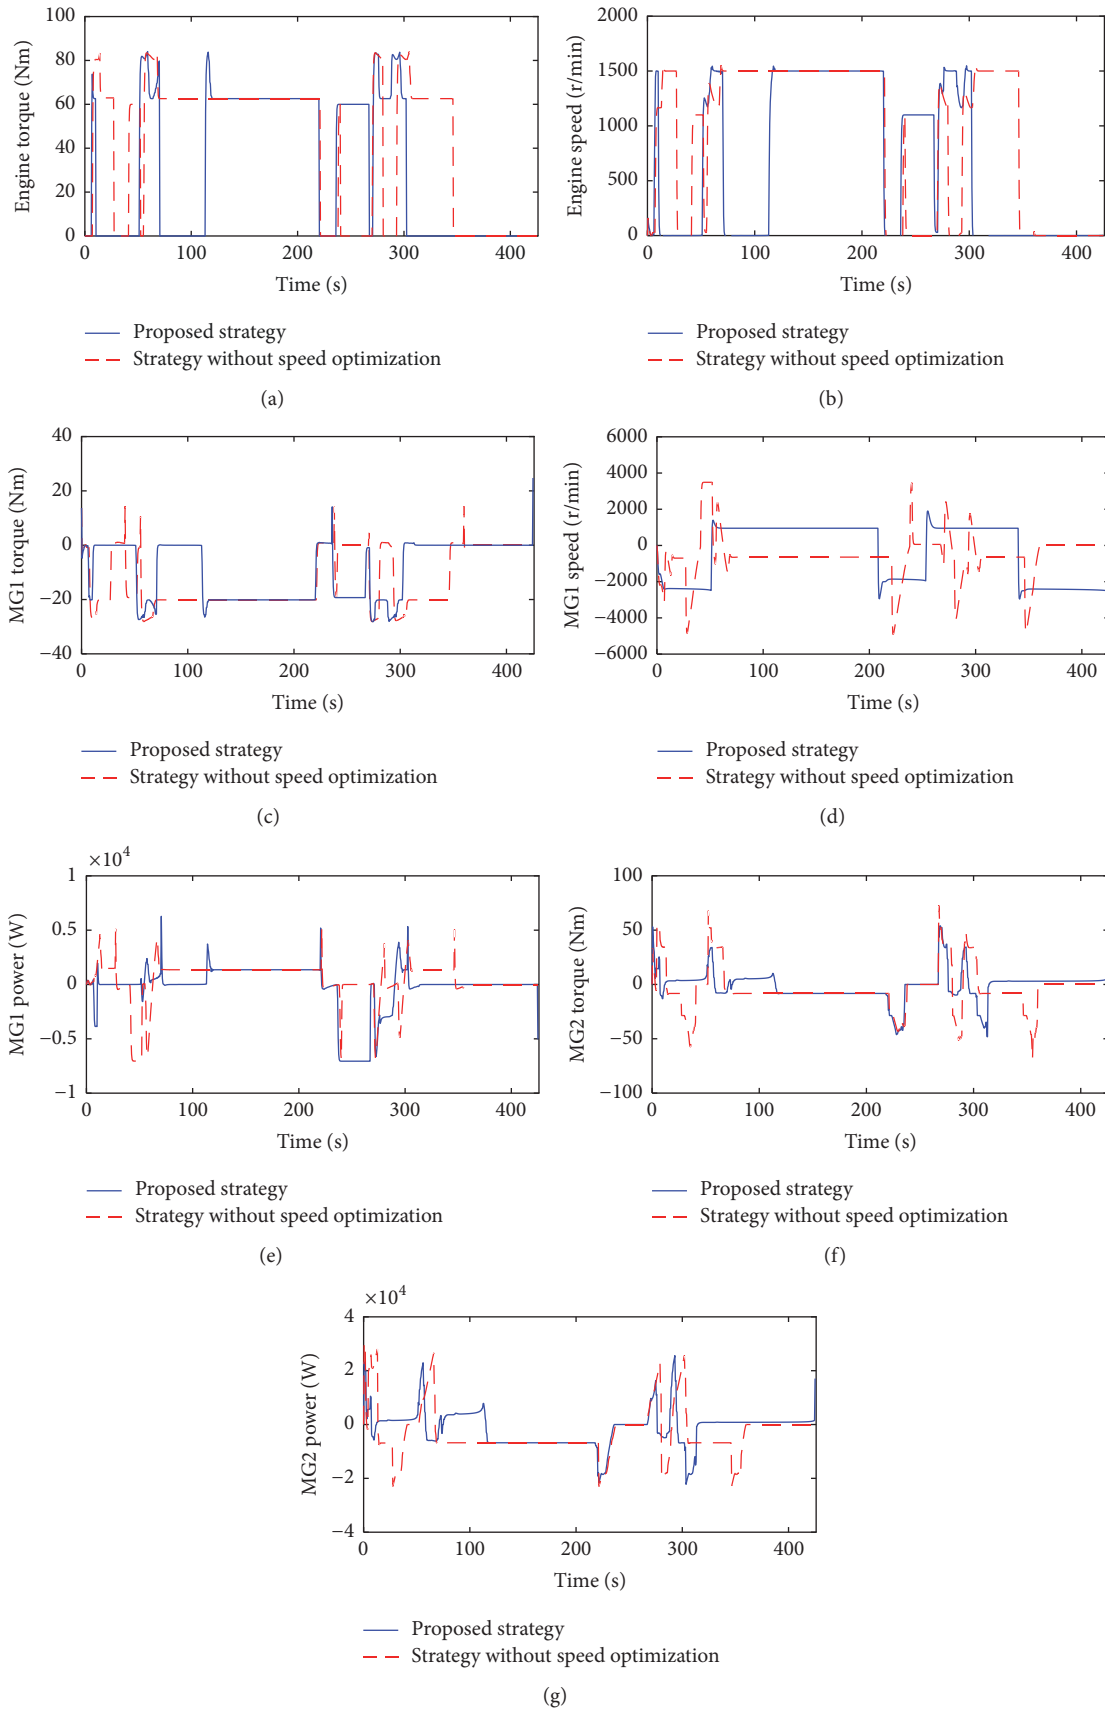 100
80
60
40
20
0
Engine torque (Nm)
0
100
200
300
400
Time (s)
Proposed strategy
Strategy without speed optimization
(a)
2000
1500
1000
500
0
Engine speed (r/min)
0
100
200
300
400
Time (s)
Proposed strategy
Strategy without speed optimization
(b)
40
20
0
−20
−40
MG1 torque (Nm)
0
100
200
300
400
Time (s)
Proposed strategy
Strategy without speed optimization
(c)
6000
4000
2000
0
−2000
−4000
−6000
MG1 speed (r/min)
0
100
200
300
400
Time (s)
Proposed strategy
Strategy without speed optimization
(d)
×10⁴
1
0.5
0
−0.5
−1
MG1 power (W)
0
100
200
300
400
Time (s)
Proposed strategy
Strategy without speed optimization
(e)
100
50
0
−50
−100
MG2 torque (Nm)
0
100
200
300
400
Time (s)
Proposed strategy
Strategy without speed optimization
(f)
×10⁴
4
2
0
−2
−4
MG2 power (W)
0
100
200
300
400
Time (s)
Proposed strategy
Strategy without speed optimization
(g)